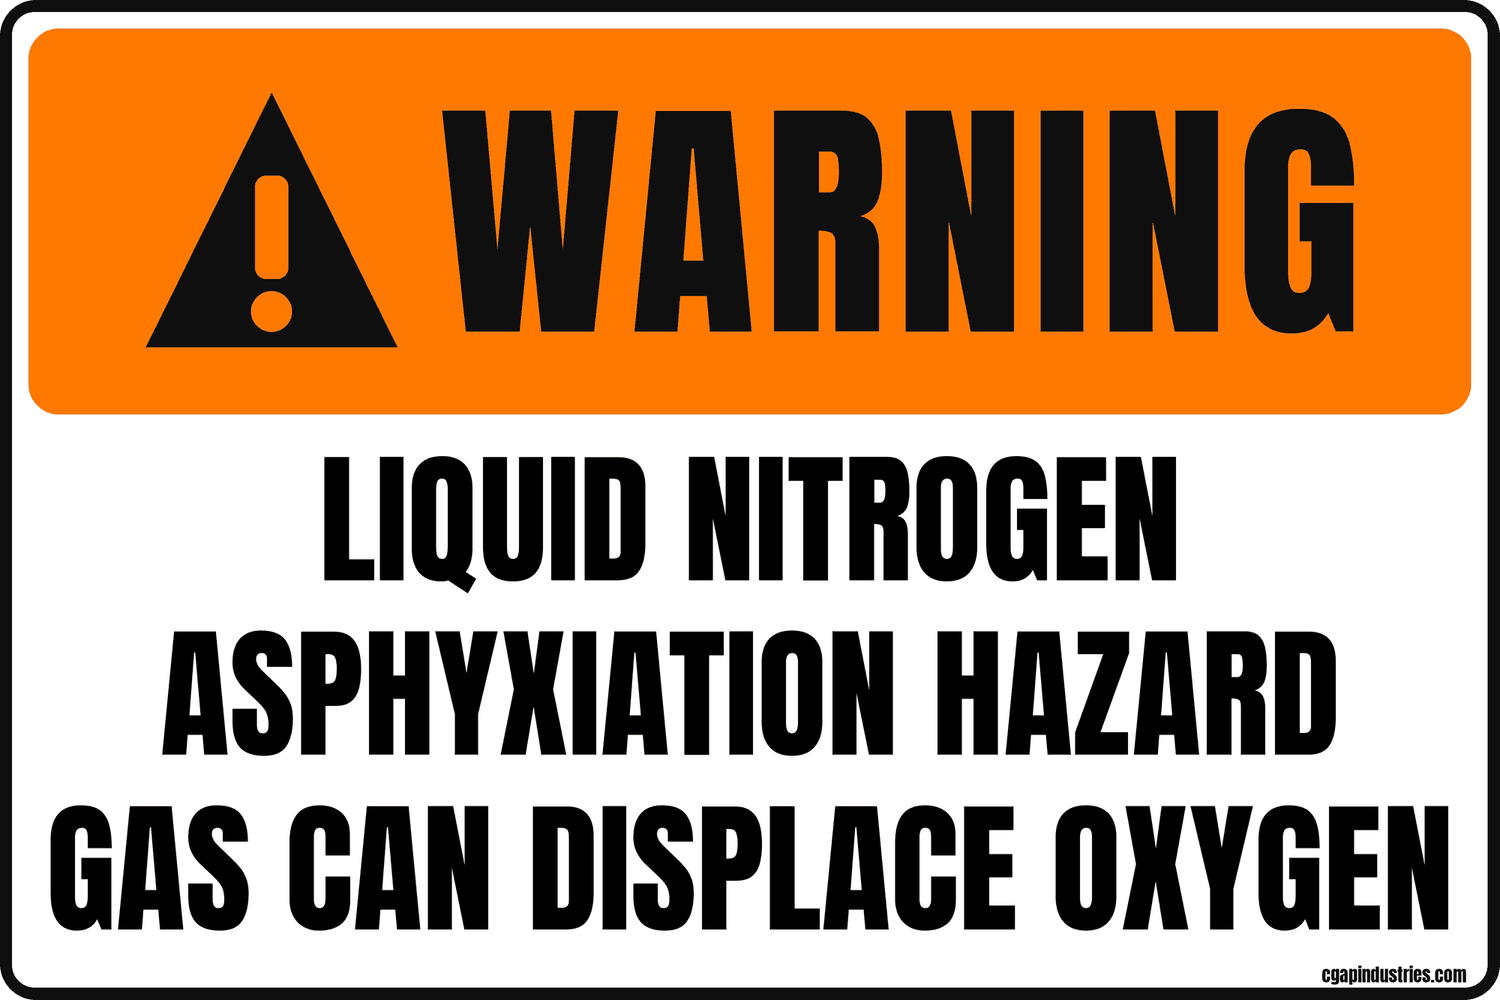 WARNING
LIQUID NITROGEN
ASPHYXIATION HAZARD
GAS CAN DISPLACE OXYGEN
cgapindustries.com